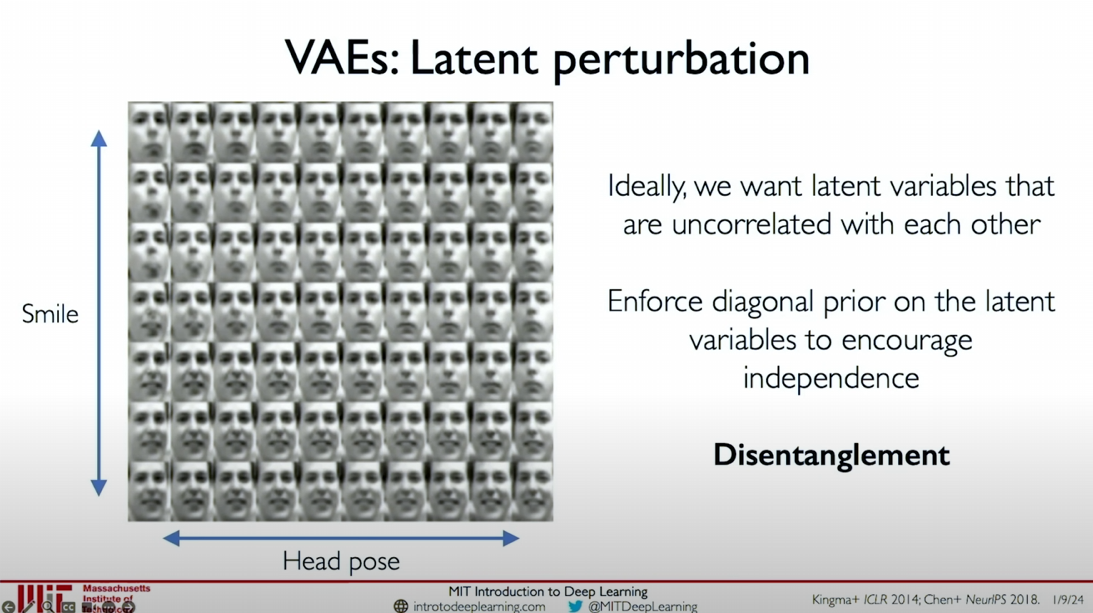 VAEs: Latent perturbation
Smile
Head pose
Ideally, we want latent variables that
are uncorrelated with each other
Enforce diagonal prior on the latent
variables to encourage
independence
Disentanglement
Massachusetts
Institute of
Technology
MIT Introduction to Deep Learning
introtodeeplearning.com @MITDeepLearning
Kingma+ ICLR 2014; Chen+ NeurIPS 2018. 1/9/24